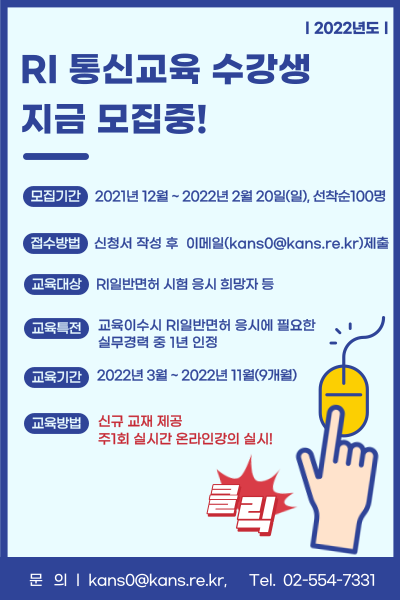 | 2022년도 |
RI 통신교육 수강생
지금 모집중!
모집기간 2021년 12월 ~ 2022년 2월 20일(일), 선착순100명
접수방법 신청서 작성 후 이메일(kans0@kans.re.kr)제출
교육대상 RI일반면허 시험 응시 희망자 등
교육특전 교육이수시 RI일반면허 응시에 필요한
실무경력 중 1년 인정
교육기간 2022년 3월 ~ 2022년 11월(9개월)
교육방법 신규 교재 제공
주1회 실시간 온라인강의 실시!
클릭
문 의 | kans0@kans.re.kr, Tel. 02-554-7331